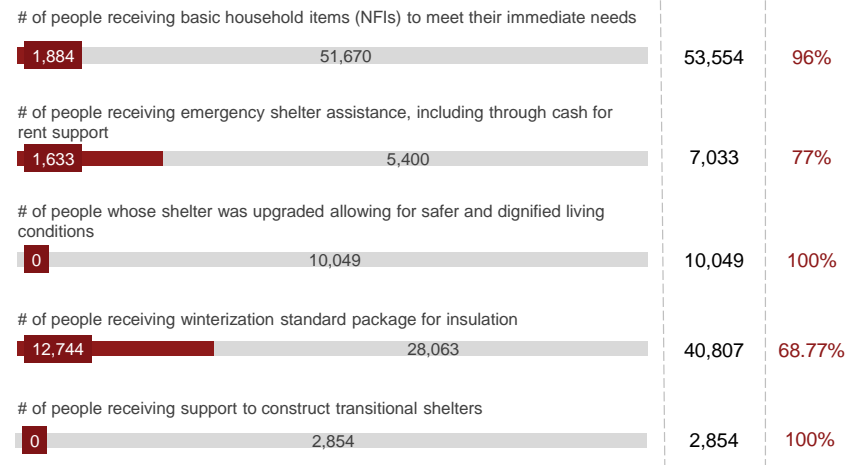 # of people receiving basic household items (NFIs) to meet their immediate needs
1,884 51,670 53,554 96%
# of people receiving emergency shelter assistance, including through cash for
rent support
1,633 5,400 7,033 77%
# of people whose shelter was upgraded allowing for safer and dignified living
conditions
0 10,049 10,049 100%
# of people receiving winterization standard package for insulation
12,744 28,063 40,807 68.77%
# of people receiving support to construct transitional shelters
0 2,854 2,854 100%